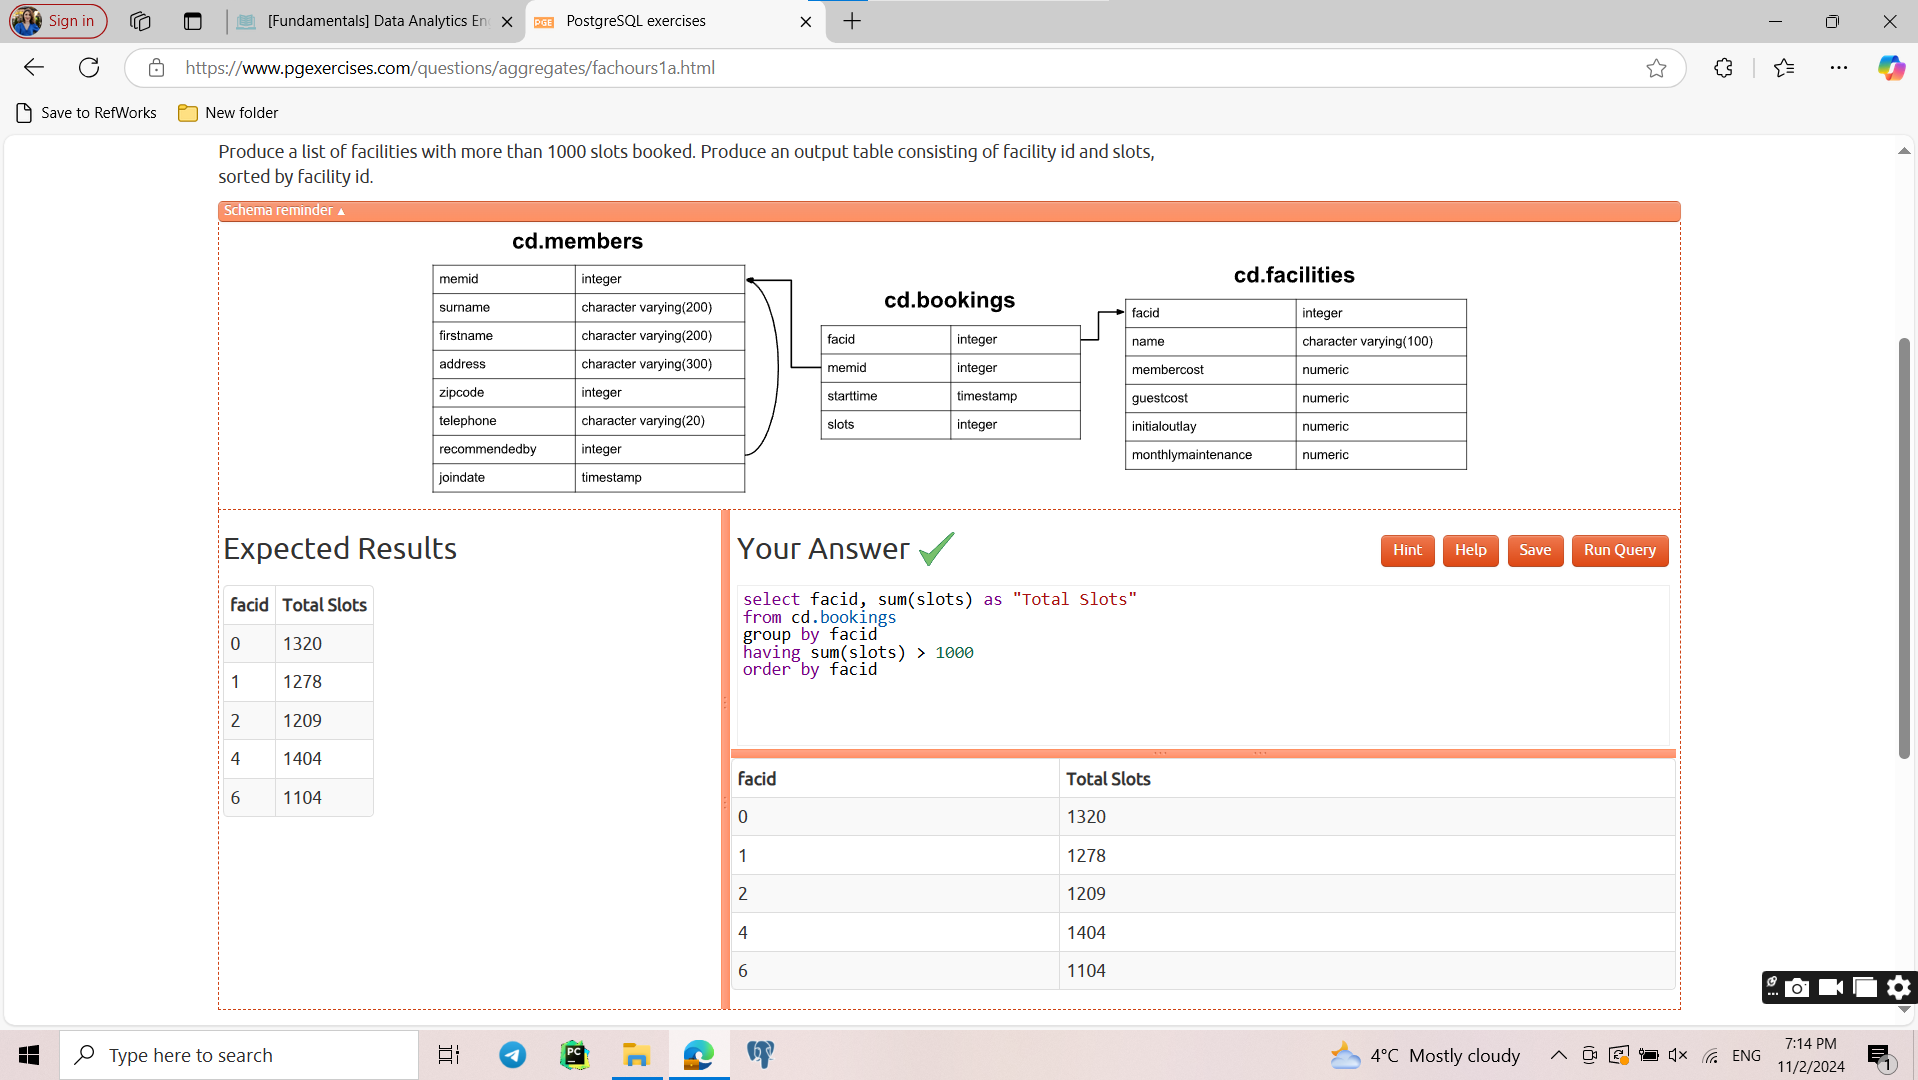 Sign in
[Fundamentals] Data Analytics En
PGE PostgreSQL exercises
https://www.pgexercises.com/questions/aggregates/fachours1a.html
Save to RefWorks
New folder
Produce a list of facilities with more than 1000 slots booked. Produce an output table consisting of facility id and slots,
sorted by facility id.
Schema reminder ▲
cd.members
memid integer
surname character varying(200)
firstname character varying(200)
address character varying(300)
zipcode integer
telephone character varying(20)
recommendedby integer
joindate timestamp
cd.bookings
facid integer
memid integer
starttime timestamp
slots integer
cd.facilities
facid integer
name character varying(100)
membercost numeric
guestcost numeric
initialoutlay numeric
monthlymaintenance numeric
Expected Results
facid Total Slots
0 1320
1 1278
2 1209
4 1404
6 1104
Your Answer
Hint
Help
Save
Run Query
select facid, sum(slots) as "Total Slots"
from cd.bookings
group by facid
having sum(slots) > 1000
order by facid
facid Total Slots
0 1320
1 1278
2 1209
4 1404
6 1104
Type here to search
PC
4°C Mostly cloudy
ENG
7:14 PM
11/2/2024
1